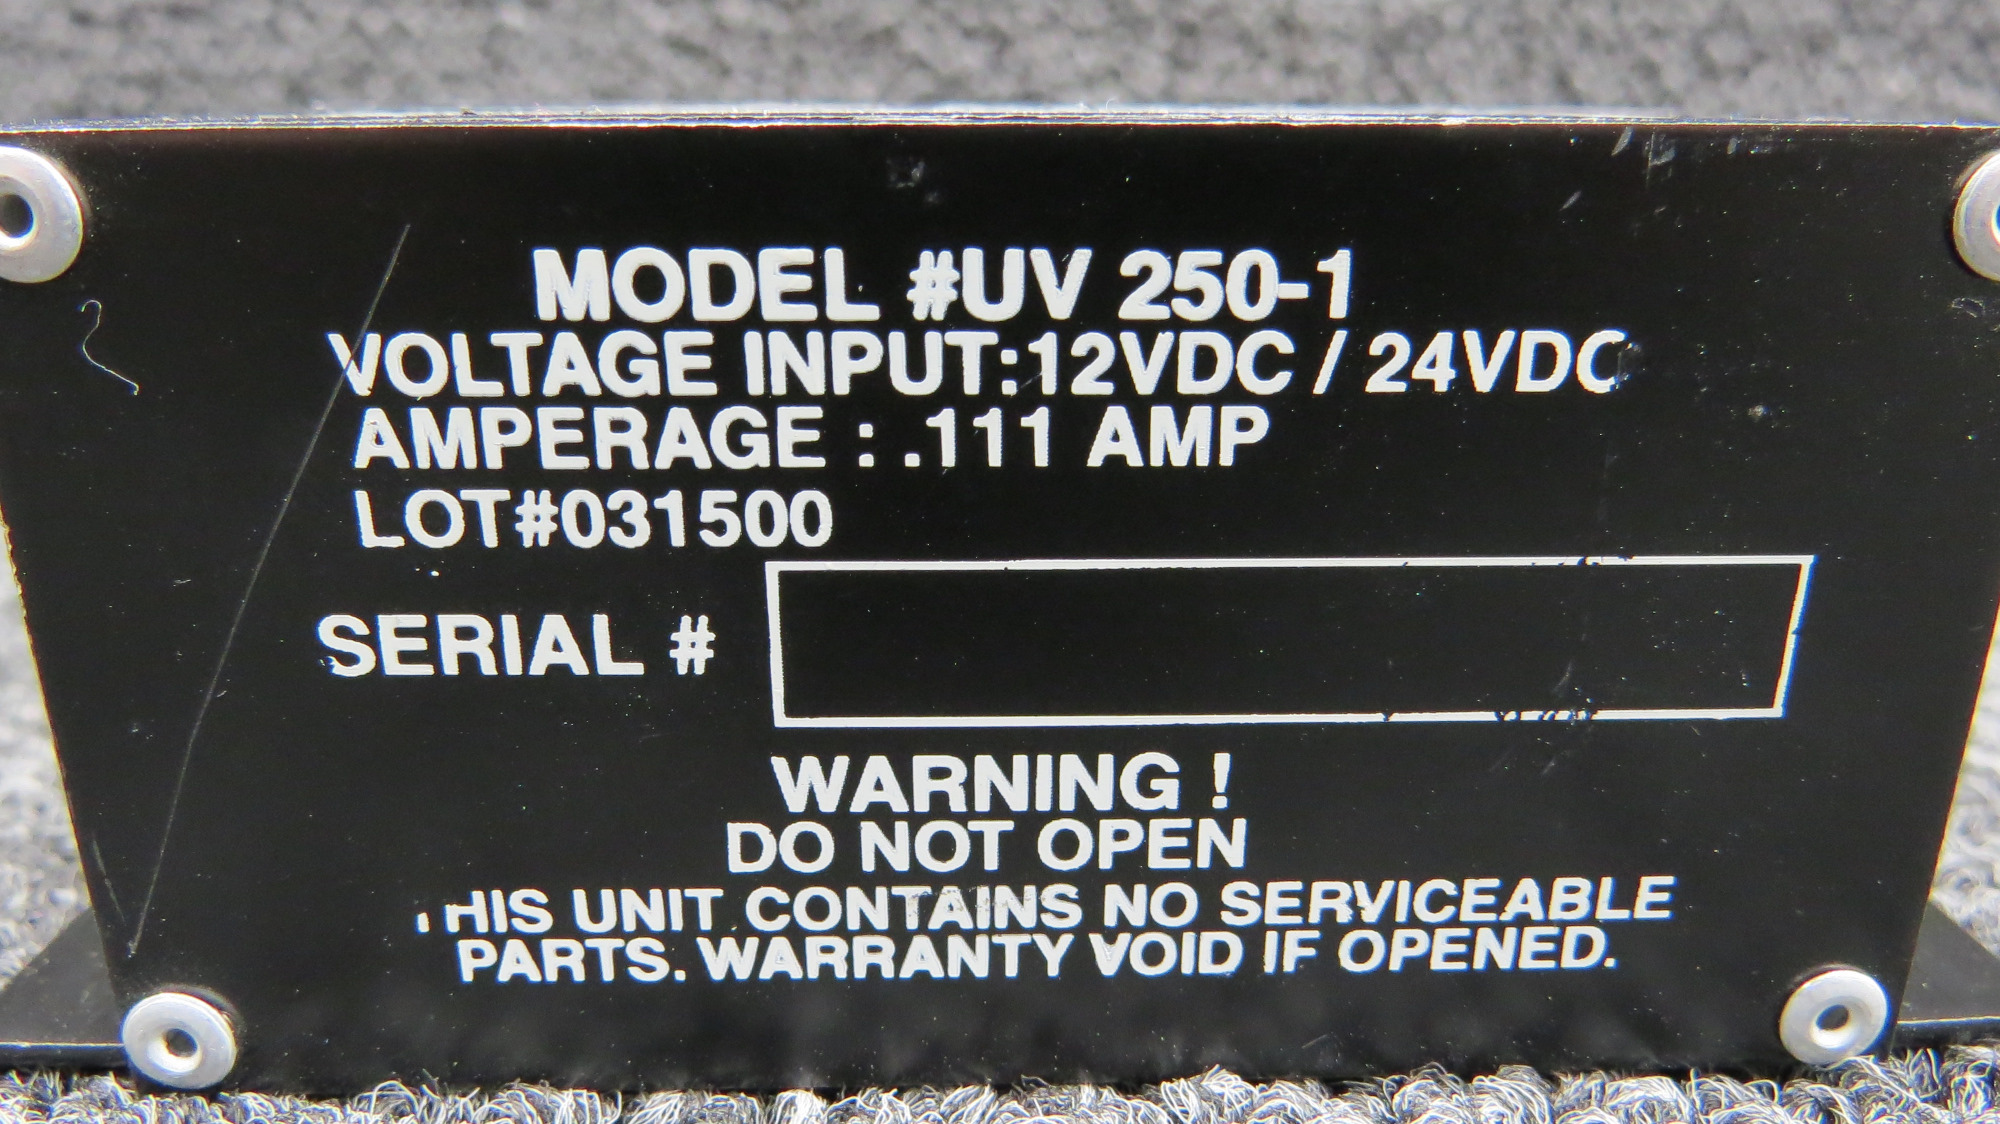 MODEL #UV 250-1
VOLTAGE INPUT:12VDC / 24VDC
AMPERAGE : .111 AMP
LOT#031500
SERIAL #
WARNING !
DO NOT OPEN
THIS UNIT CONTAINS NO SERVICEABLE
PARTS. WARRANTY VOID IF OPENED.